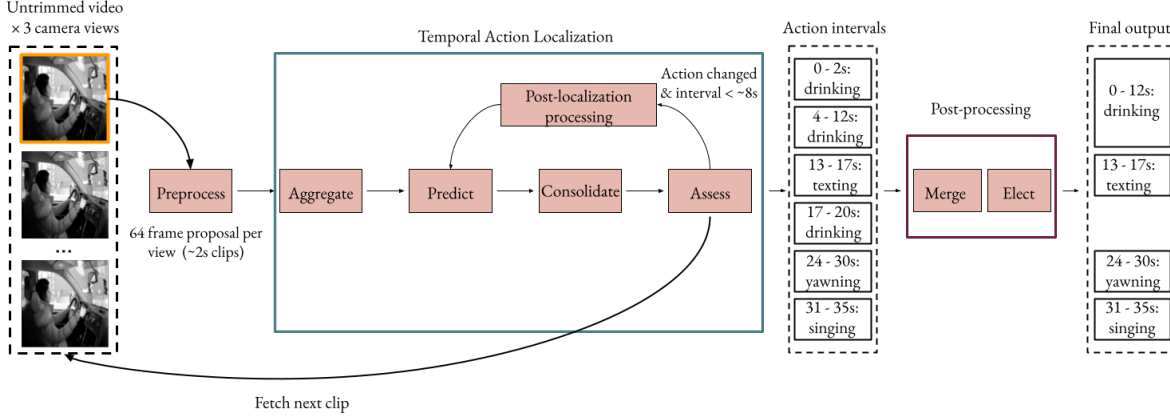 Untrimmed video
× 3 camera views
...
Preprocess
64 frame proposal per
view (~2s clips)
Temporal Action Localization
Aggregate
Predict
Consolidate
Assess
Post-localization
processing
Action changed
& interval < ~8s
Fetch next clip
Action intervals
0 - 2s:
drinking
4 - 12s:
drinking
13 - 17s:
texting
17 - 20s:
drinking
24 - 30s:
yawning
31 - 35s:
singing
Post-processing
Merge
Elect
Final output
0 - 12s:
drinking
13 - 17s:
texting
24 - 30s:
yawning
31 - 35s:
singing